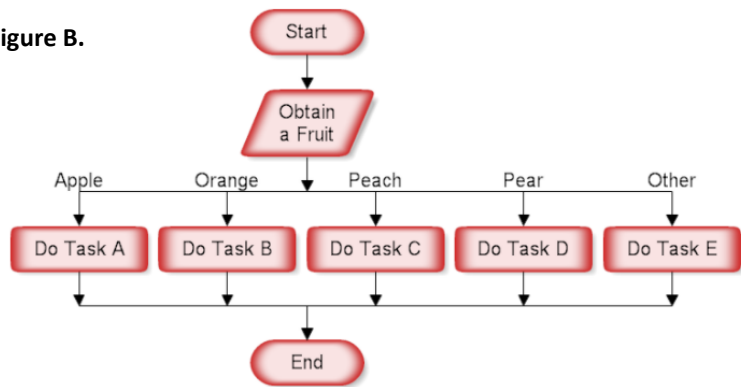 igure B.
Start
Obtain
a Fruit
Apple Orange Peach Pear Other
Do Task A Do Task B Do Task C Do Task D Do Task E
End